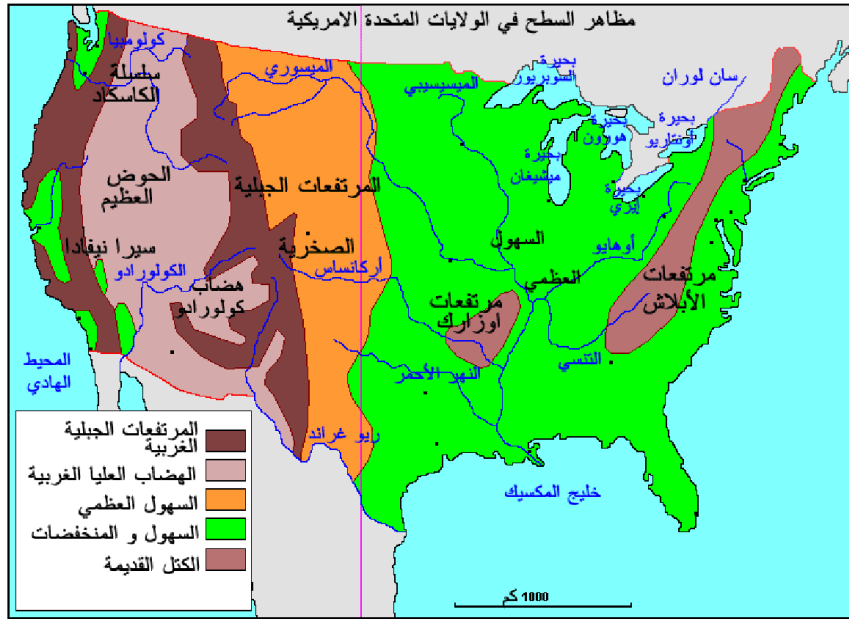 مظاهر السطح في الولايات المتحدة الامريكية
كولومبيا
سلسلة
الكاسكاد
الميسوري
الميسيسيبي
بحيرة
السوبريور
سان لوران
بحيرة
هورون
بحيرة
اونتاريو
بحيرة
ميشيغان
بحيرة
إيري
الحوض
العظيم
المرتفعات الجبلية
الصخرية
سيرا نيفادا
الكولورادو
هضاب
كولورادو
أركانساس
السهول
العظمي
أوهايو
مرتفعات
الأبلاش
مرتفعات
اوزارك
التنسي
النهر الأحمر
المحيط
الهادي
ريو غراند
خليج المكسيك
المرتفعات الجبلية
الغربية
الهضاب العليا الغربية
السهول العظمي
السهول و المنخفضات
الكتل القديمة
1000 كم